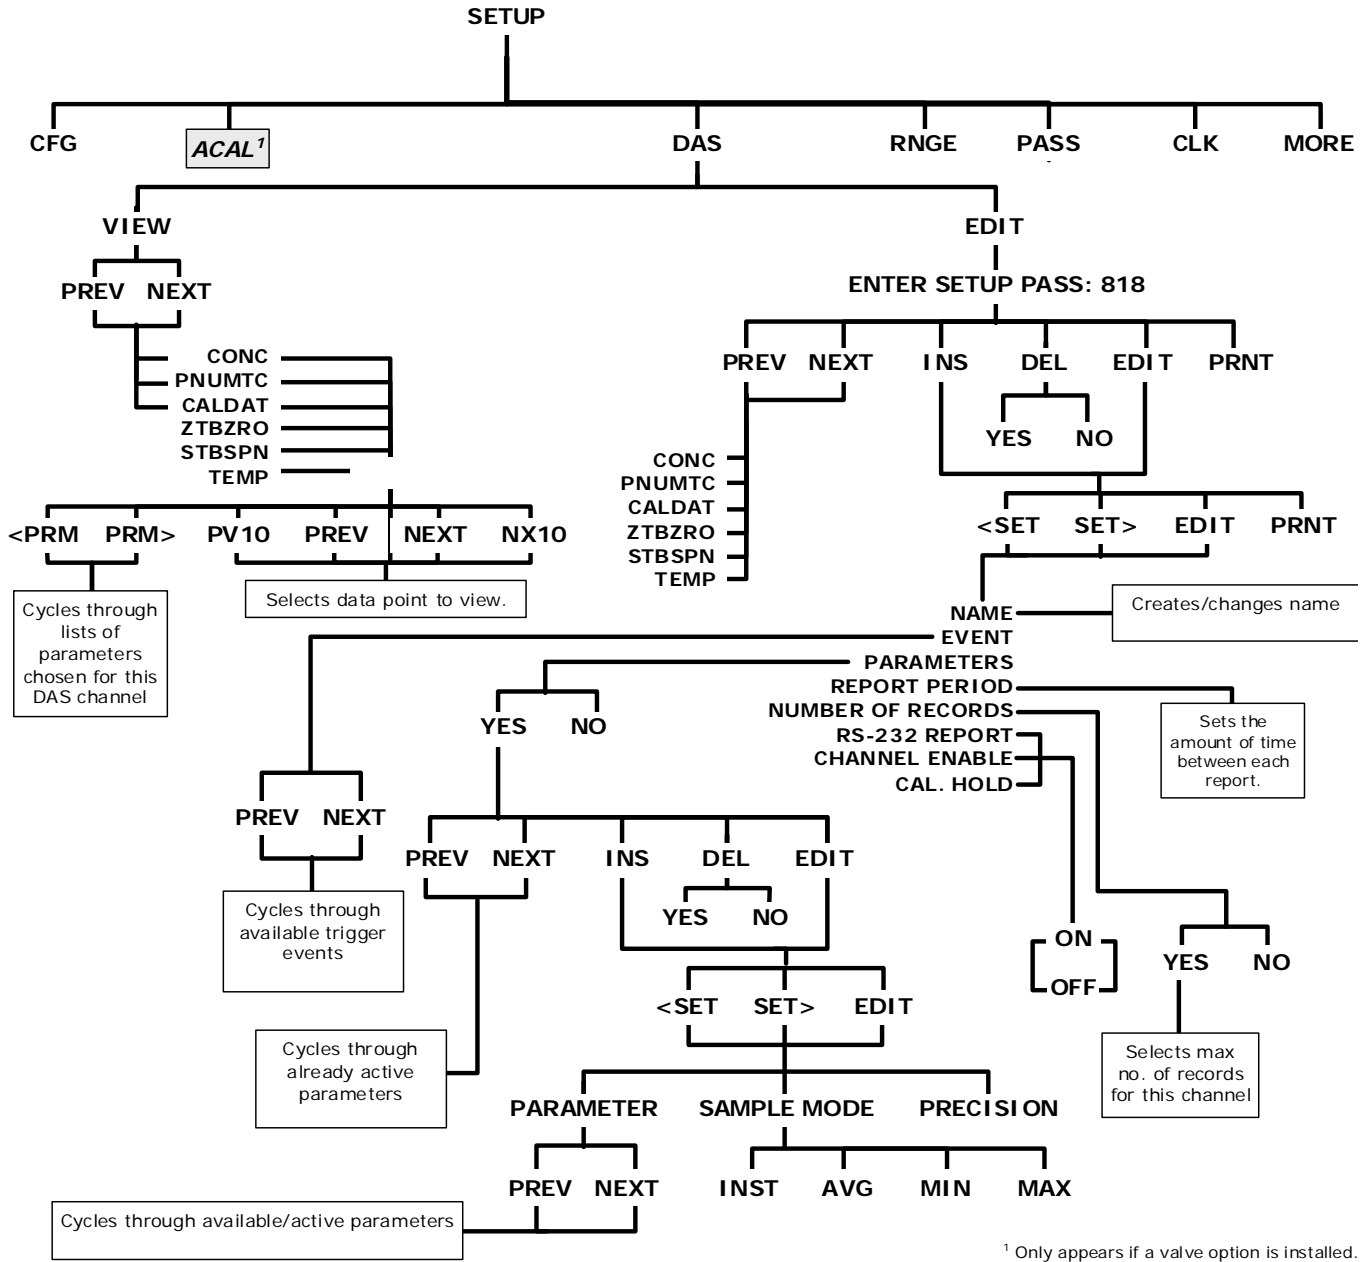 SETUP
CFG
ACAL¹
DAS
RNGE
PASS
CLK
MORE
VIEW
EDIT
PREV NEXT
ENTER SETUP PASS: 818
CONC
PNUMTC
CALDAT
ZTBZRO
STBSPN
TEMP
PREV
NEXT
INS
DEL
EDIT
PRNT
YES
NO
CONC
PNUMTC
CALDAT
ZTBZRO
STBSPN
TEMP
<PRM
PRM>
PV10
PREV
NEXT
NX10
<SET
SET>
EDIT
PRNT
Cycles through
lists of
parameters
chosen for this
DAS channel
Selects data point to view.
NAME
Creates/changes name
EVENT
PARAMETERS
REPORT PERIOD
NUMBER OF RECORDS
RS-232 REPORT
CHANNEL ENABLE
CAL. HOLD
Sets the
amount of time
between each
report.
YES
NO
PREV
NEXT
Cycles through
available trigger
events
PREV
NEXT
INS
DEL
EDIT
YES
NO
ON
OFF
YES
NO
Selects max
no. of records
for this channel
<SET
SET>
EDIT
Cycles through
already active
parameters
PARAMETER
SAMPLE MODE
PRECISION
PREV
NEXT
INST
AVG
MIN
MAX
Cycles through available/active parameters
¹ Only appears if a valve option is installed.